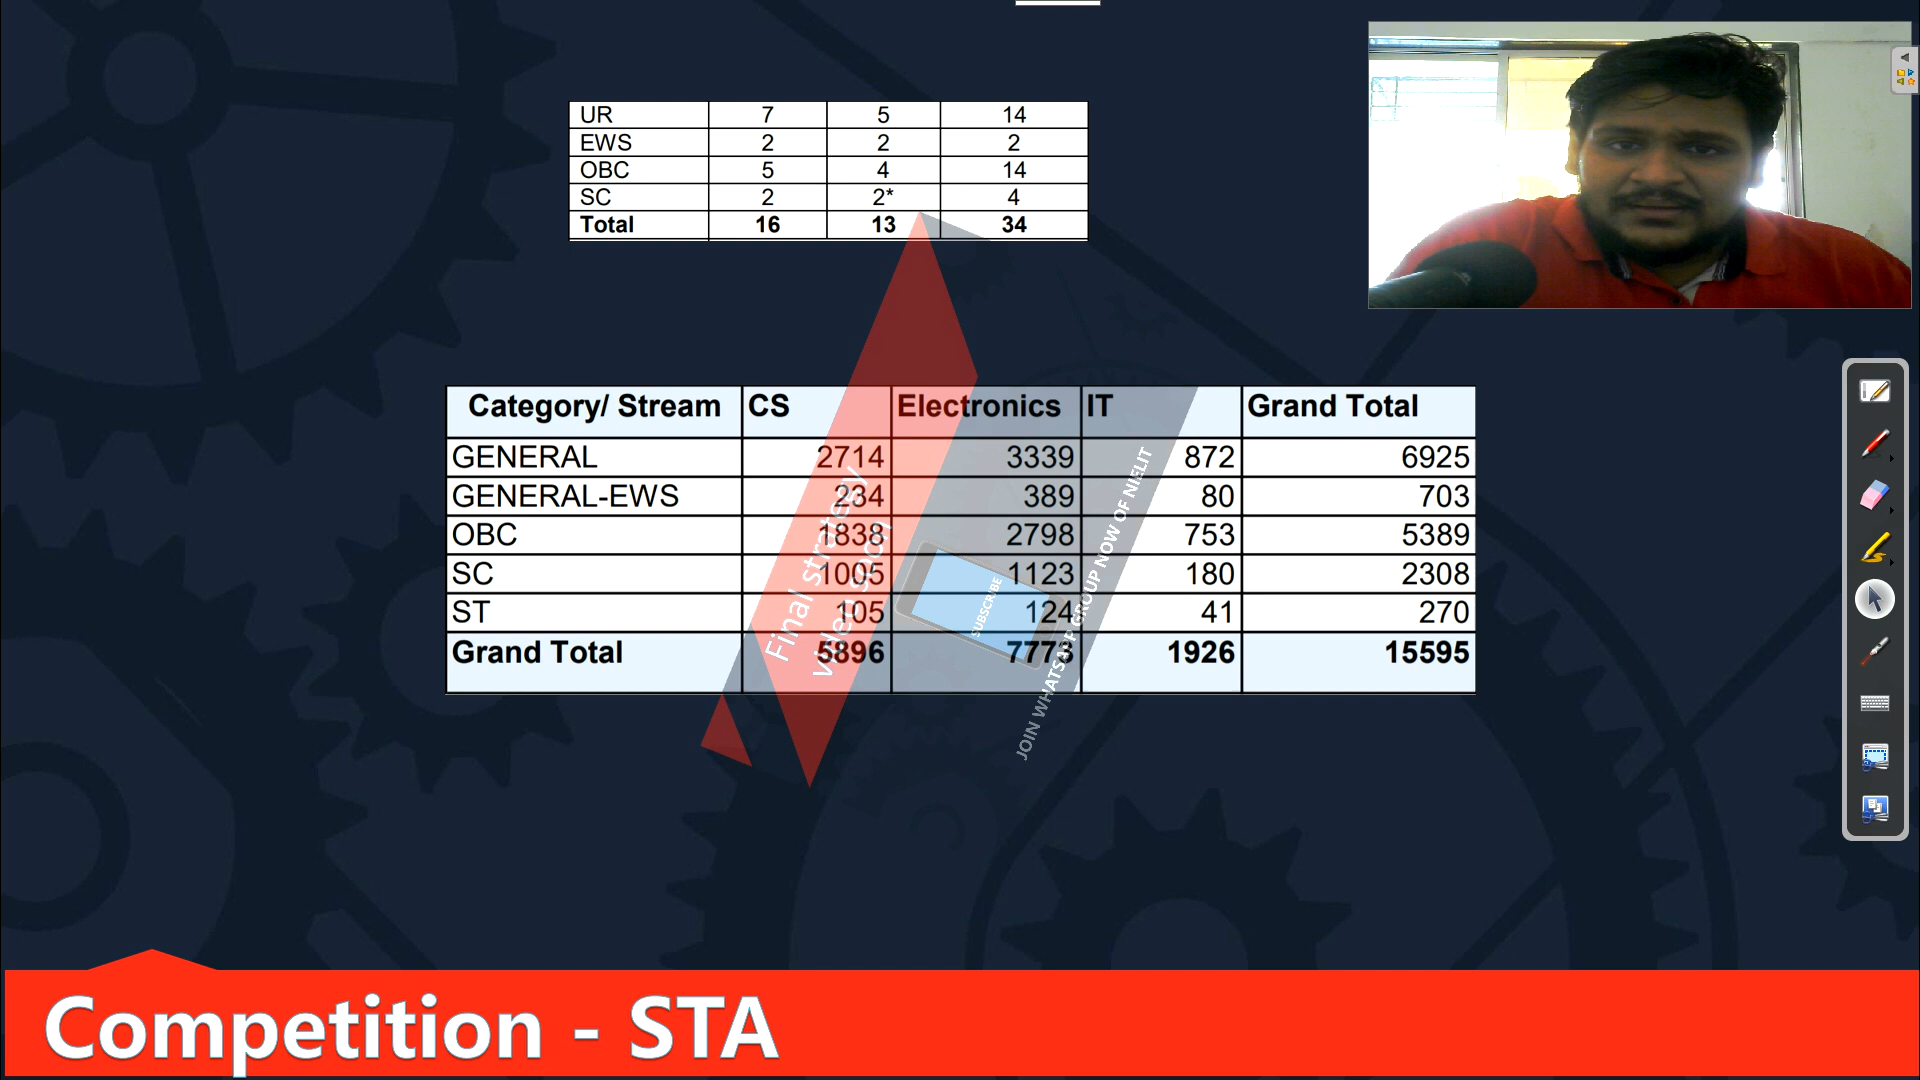 UR 7 5 14
EWS 2 2 2
OBC 5 4 14
SC 2 2* 4
Total 16 13 34
Category/ Stream CS Electronics IT Grand Total
GENERAL 2714 3339 872 6925
GENERAL-EWS 234 389 80 703
OBC 1838 2798 753 5389
SC 1005 1123 180 2308
ST 105 124 41 270
Grand Total 5896 7773 1926 15595
Final strategy
video soon
SUBSCRIBE
JOIN WHATSAPP GROUP NOW OF NIELIT
Competition - STA